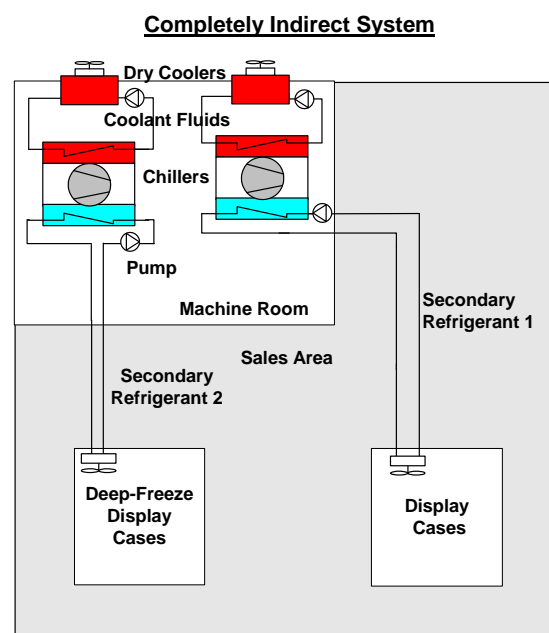 Completely Indirect System
Dry Coolers
Coolant Fluids
Chillers
Pump
Machine Room
Secondary
Refrigerant 1
Sales Area
Secondary
Refrigerant 2
Deep-Freeze
Display
Cases
Display
Cases